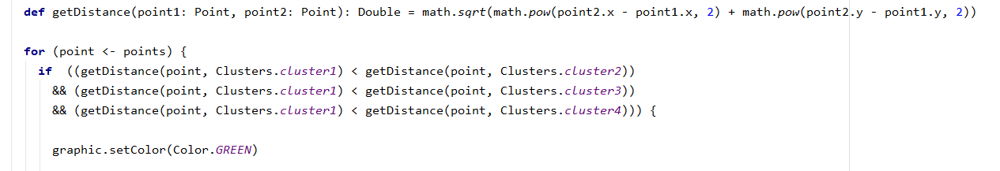 def getDistance(point1: Point, point2: Point): Double = math.sqrt(math.pow(point2.x - point1.x, 2) + math.pow(point2.y - point1.y, 2))
for (point <- points) {
if  ((getDistance(point, Clusters.cluster1) < getDistance(point, Clusters.cluster2))
&& (getDistance(point, Clusters.cluster1) < getDistance(point, Clusters.cluster3))
&& (getDistance(point, Clusters.cluster1) < getDistance(point, Clusters.cluster4))) {
graphic.setColor(Color.GREEN)